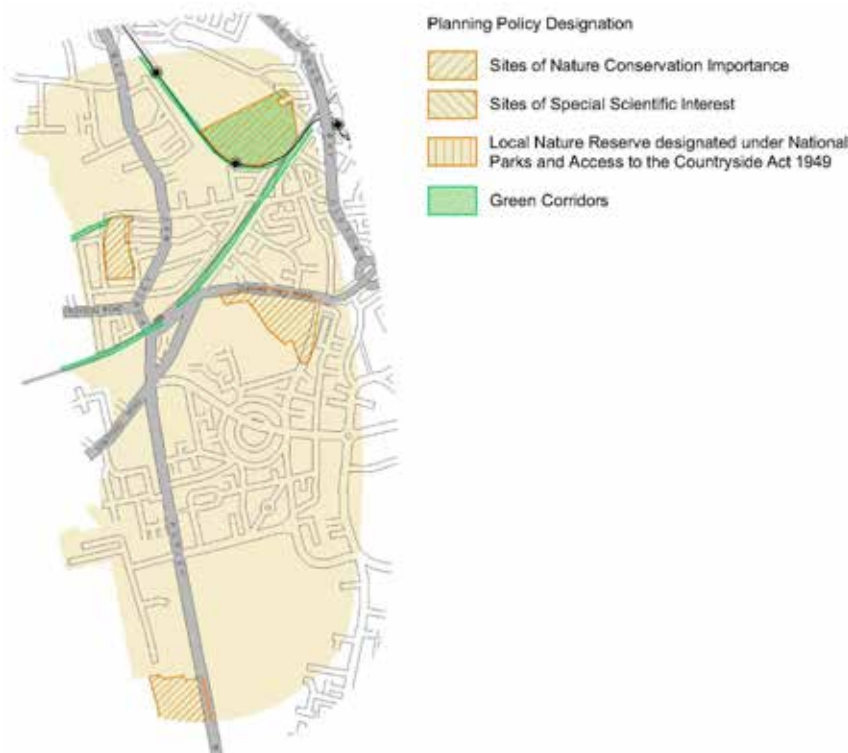 Planning Policy Designation
Sites of Nature Conservation Importance
Sites of Special Scientific Interest
Local Nature Reserve designated under National
Parks and Access to the Countryside Act 1949
Green Corridors